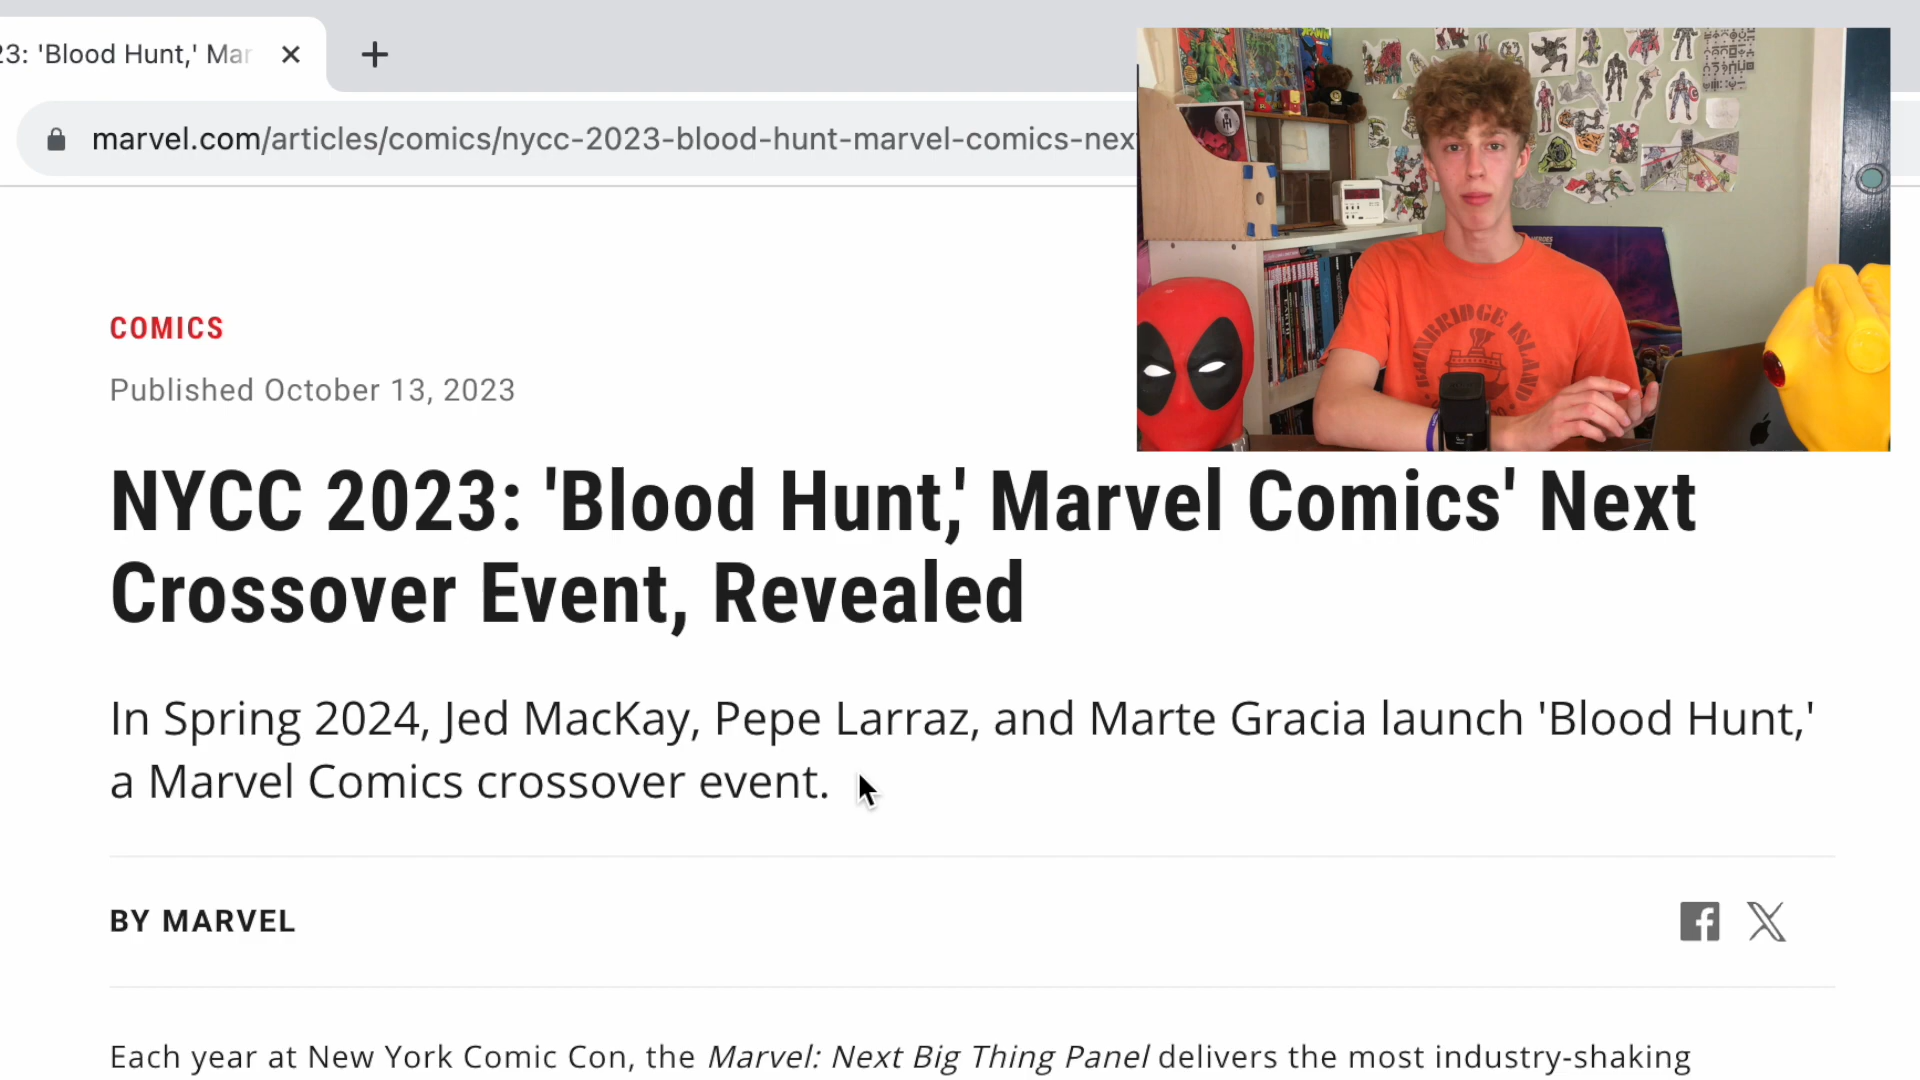 23: 'Blood Hunt,' Mar
marvel.com/articles/comics/nycc-2023-blood-hunt-marvel-comics-nex
BAINBRIDGE ISLAND
COMICS
Published October 13, 2023
NYCC 2023: 'Blood Hunt,' Marvel Comics' Next
Crossover Event, Revealed
In Spring 2024, Jed MacKay, Pepe Larraz, and Marte Gracia launch 'Blood Hunt,'
a Marvel Comics crossover event.
BY MARVEL
Each year at New York Comic Con, the Marvel: Next Big Thing Panel delivers the most industry-shaking